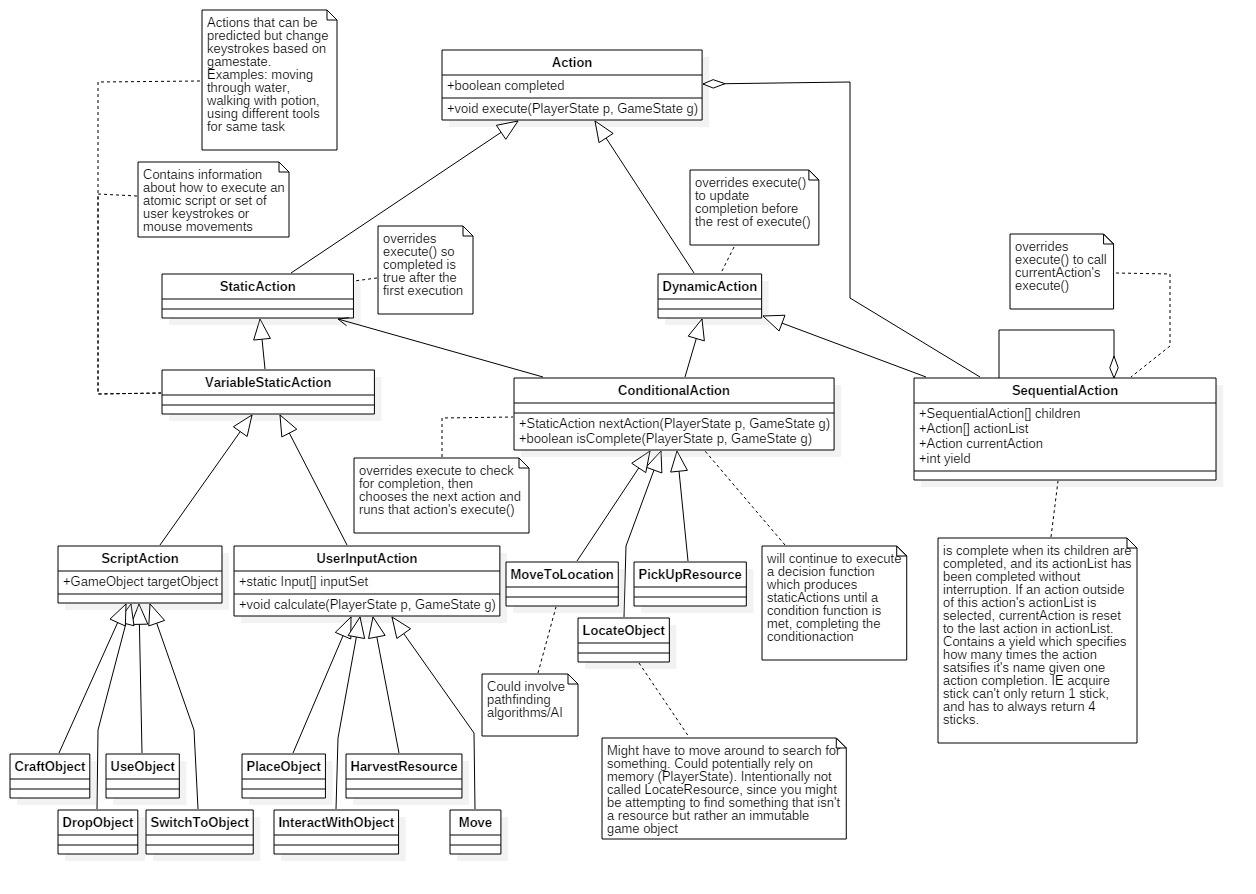 Actions that can be
predicted but change
keystrokes based on
gamestate.
Examples: moving
through water,
walking with potion,
using different tools
for same task
Action
+boolean completed
+void execute(PlayerState p, GameState g)
Contains information
about how to execute an
atomic script or set of
user keystrokes or
mouse movements
overrides execute()
to update
completion before
the rest of execute()
overrides
execute() so
completed is
true after the
first execution
overrides
execute() to call
currentAction's
execute()
StaticAction
DynamicAction
VariableStaticAction
ConditionalAction
+StaticAction nextAction(PlayerState p, GameState g)
+boolean isComplete(PlayerState p, GameState g)
SequentialAction
+SequentialAction[] children
+Action[] actionList
+Action currentAction
+int yield
overrides execute to check
for completion, then
chooses the next action and
runs that action's execute()
ScriptAction
+GameObject targetObject
UserInputAction
+static Input[] inputSet
+void calculate(PlayerState p, GameState g)
MoveToLocation
PickUpResource
LocateObject
will continue to execute
a decision function
which produces
staticActions until a
condition function is
met, completing the
conditionaction
is complete when its children are
completed, and its actionList has
been completed without
interruption. If an action outside
of this action's actionList is
selected, currentAction is reset
to the last action in actionList.
Contains a yield which specifies
how many times the action
satsifies it's name given one
action completion. IE acquire
stick can't only return 1 stick,
and has to always return 4
sticks.
Could involve
pathfinding
algorithms/AI
Might have to move around to search for
something. Could potentially rely on
memory (PlayerState). Intentionally not
called LocateResource, since you might
be attempting to find something that isn't
a resource but rather an immutable
game object
CraftObject
UseObject
PlaceObject
HarvestResource
DropObject
SwitchToObject
InteractWithObject
Move